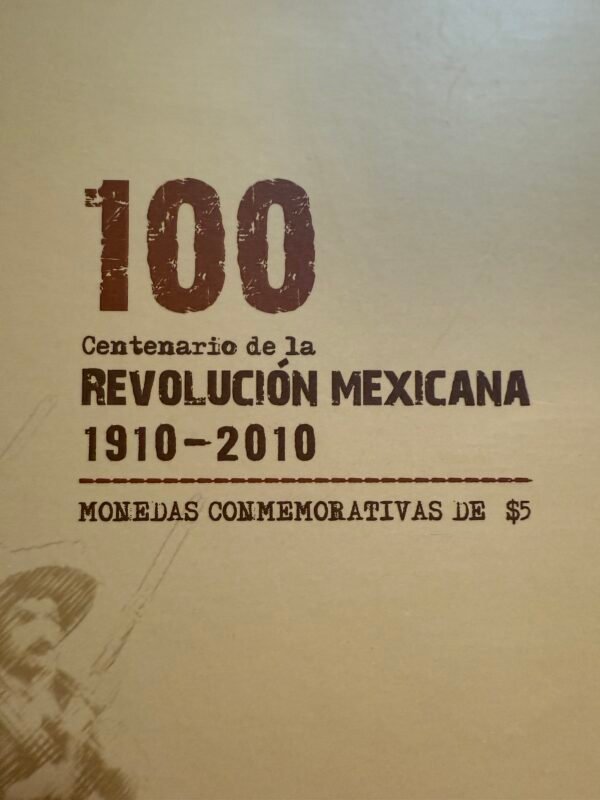 100
Centenario de la
REVOLUCIÓN MEXICANA
1910-2010
MONEDAS CONMEMORATIVAS DE $5